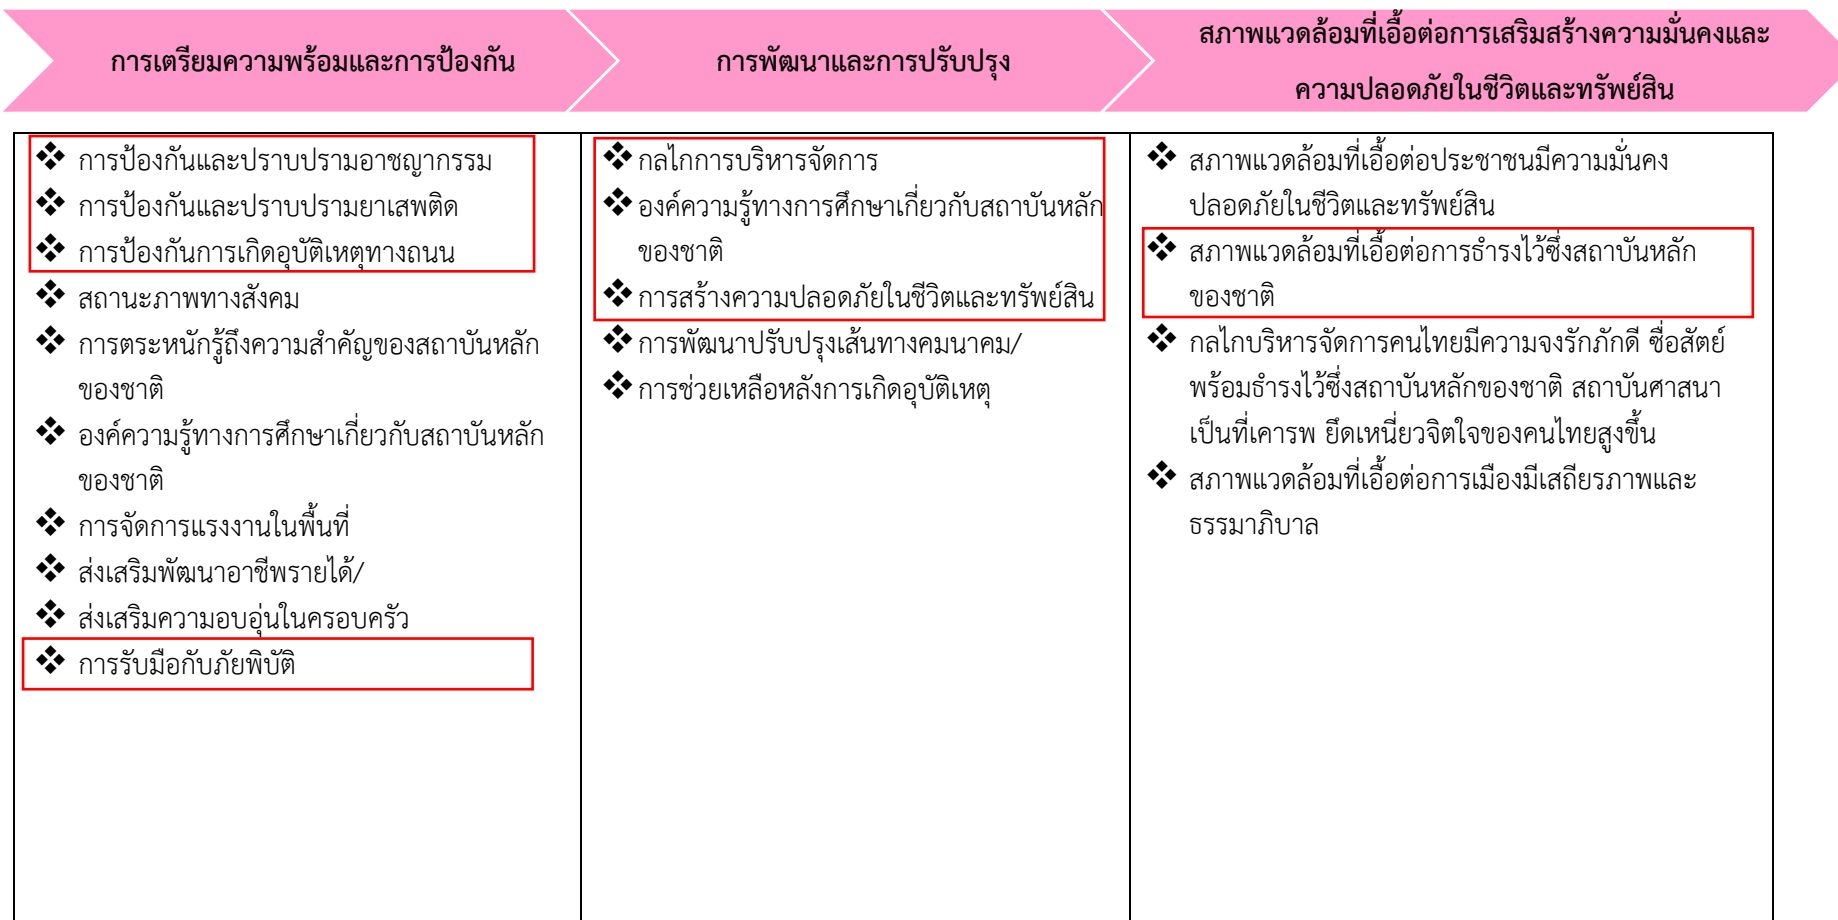 การเตรียมความพร้อมและการป้องกัน
การพัฒนาและการปรับปรุง
สภาพแวดล้อมที่เอื้อต่อการเสริมสร้างความมั่นคงและ
ความปลอดภัยในชีวิตและทรัพย์สิน
❖ การป้องกันและปราบปรามอาชญากรรม
❖ การป้องกันและปราบปรามยาเสพติด
❖ การป้องกันการเกิดอุบัติเหตุทางถนน
❖ สถานะภาพทางสังคม
❖ การตระหนักรู้ถึงความสำคัญของสถาบันหลัก
ของชาติ
❖ องค์ความรู้ทางการศึกษาเกี่ยวกับสถาบันหลัก
ของชาติ
❖ การจัดการแรงงานในพื้นที่
❖ ส่งเสริมพัฒนาอาชีพรายได้/
❖ ส่งเสริมความอบอุ่นในครอบครัว
❖ การรับมือกับภัยพิบัติ
❖ กลไกการบริหารจัดการ
❖ องค์ความรู้ทางการศึกษาเกี่ยวกับสถาบันหลัก
ของชาติ
❖ การสร้างความปลอดภัยในชีวิตและทรัพย์สิน
❖ การพัฒนาปรับปรุงเส้นทางคมนาคม/
❖ การช่วยเหลือหลังการเกิดอุบัติเหตุ
❖ สภาพแวดล้อมที่เอื้อต่อประชาชนมีความมั่นคง
ปลอดภัยในชีวิตและทรัพย์สิน
❖ สภาพแวดล้อมที่เอื้อต่อการธำรงไว้ซึ่งสถาบันหลัก
ของชาติ
❖ กลไกบริหารจัดการคนไทยมีความจงรักภักดี ซื่อสัตย์
พร้อมธำรงไว้ซึ่งสถาบันหลักของชาติ สถาบันศาสนา
เป็นที่เคารพ ยึดเหนี่ยวจิตใจของคนไทยสูงขึ้น
❖ สภาพแวดล้อมที่เอื้อต่อการเมืองมีเสถียรภาพและ
ธรรมาภิบาล